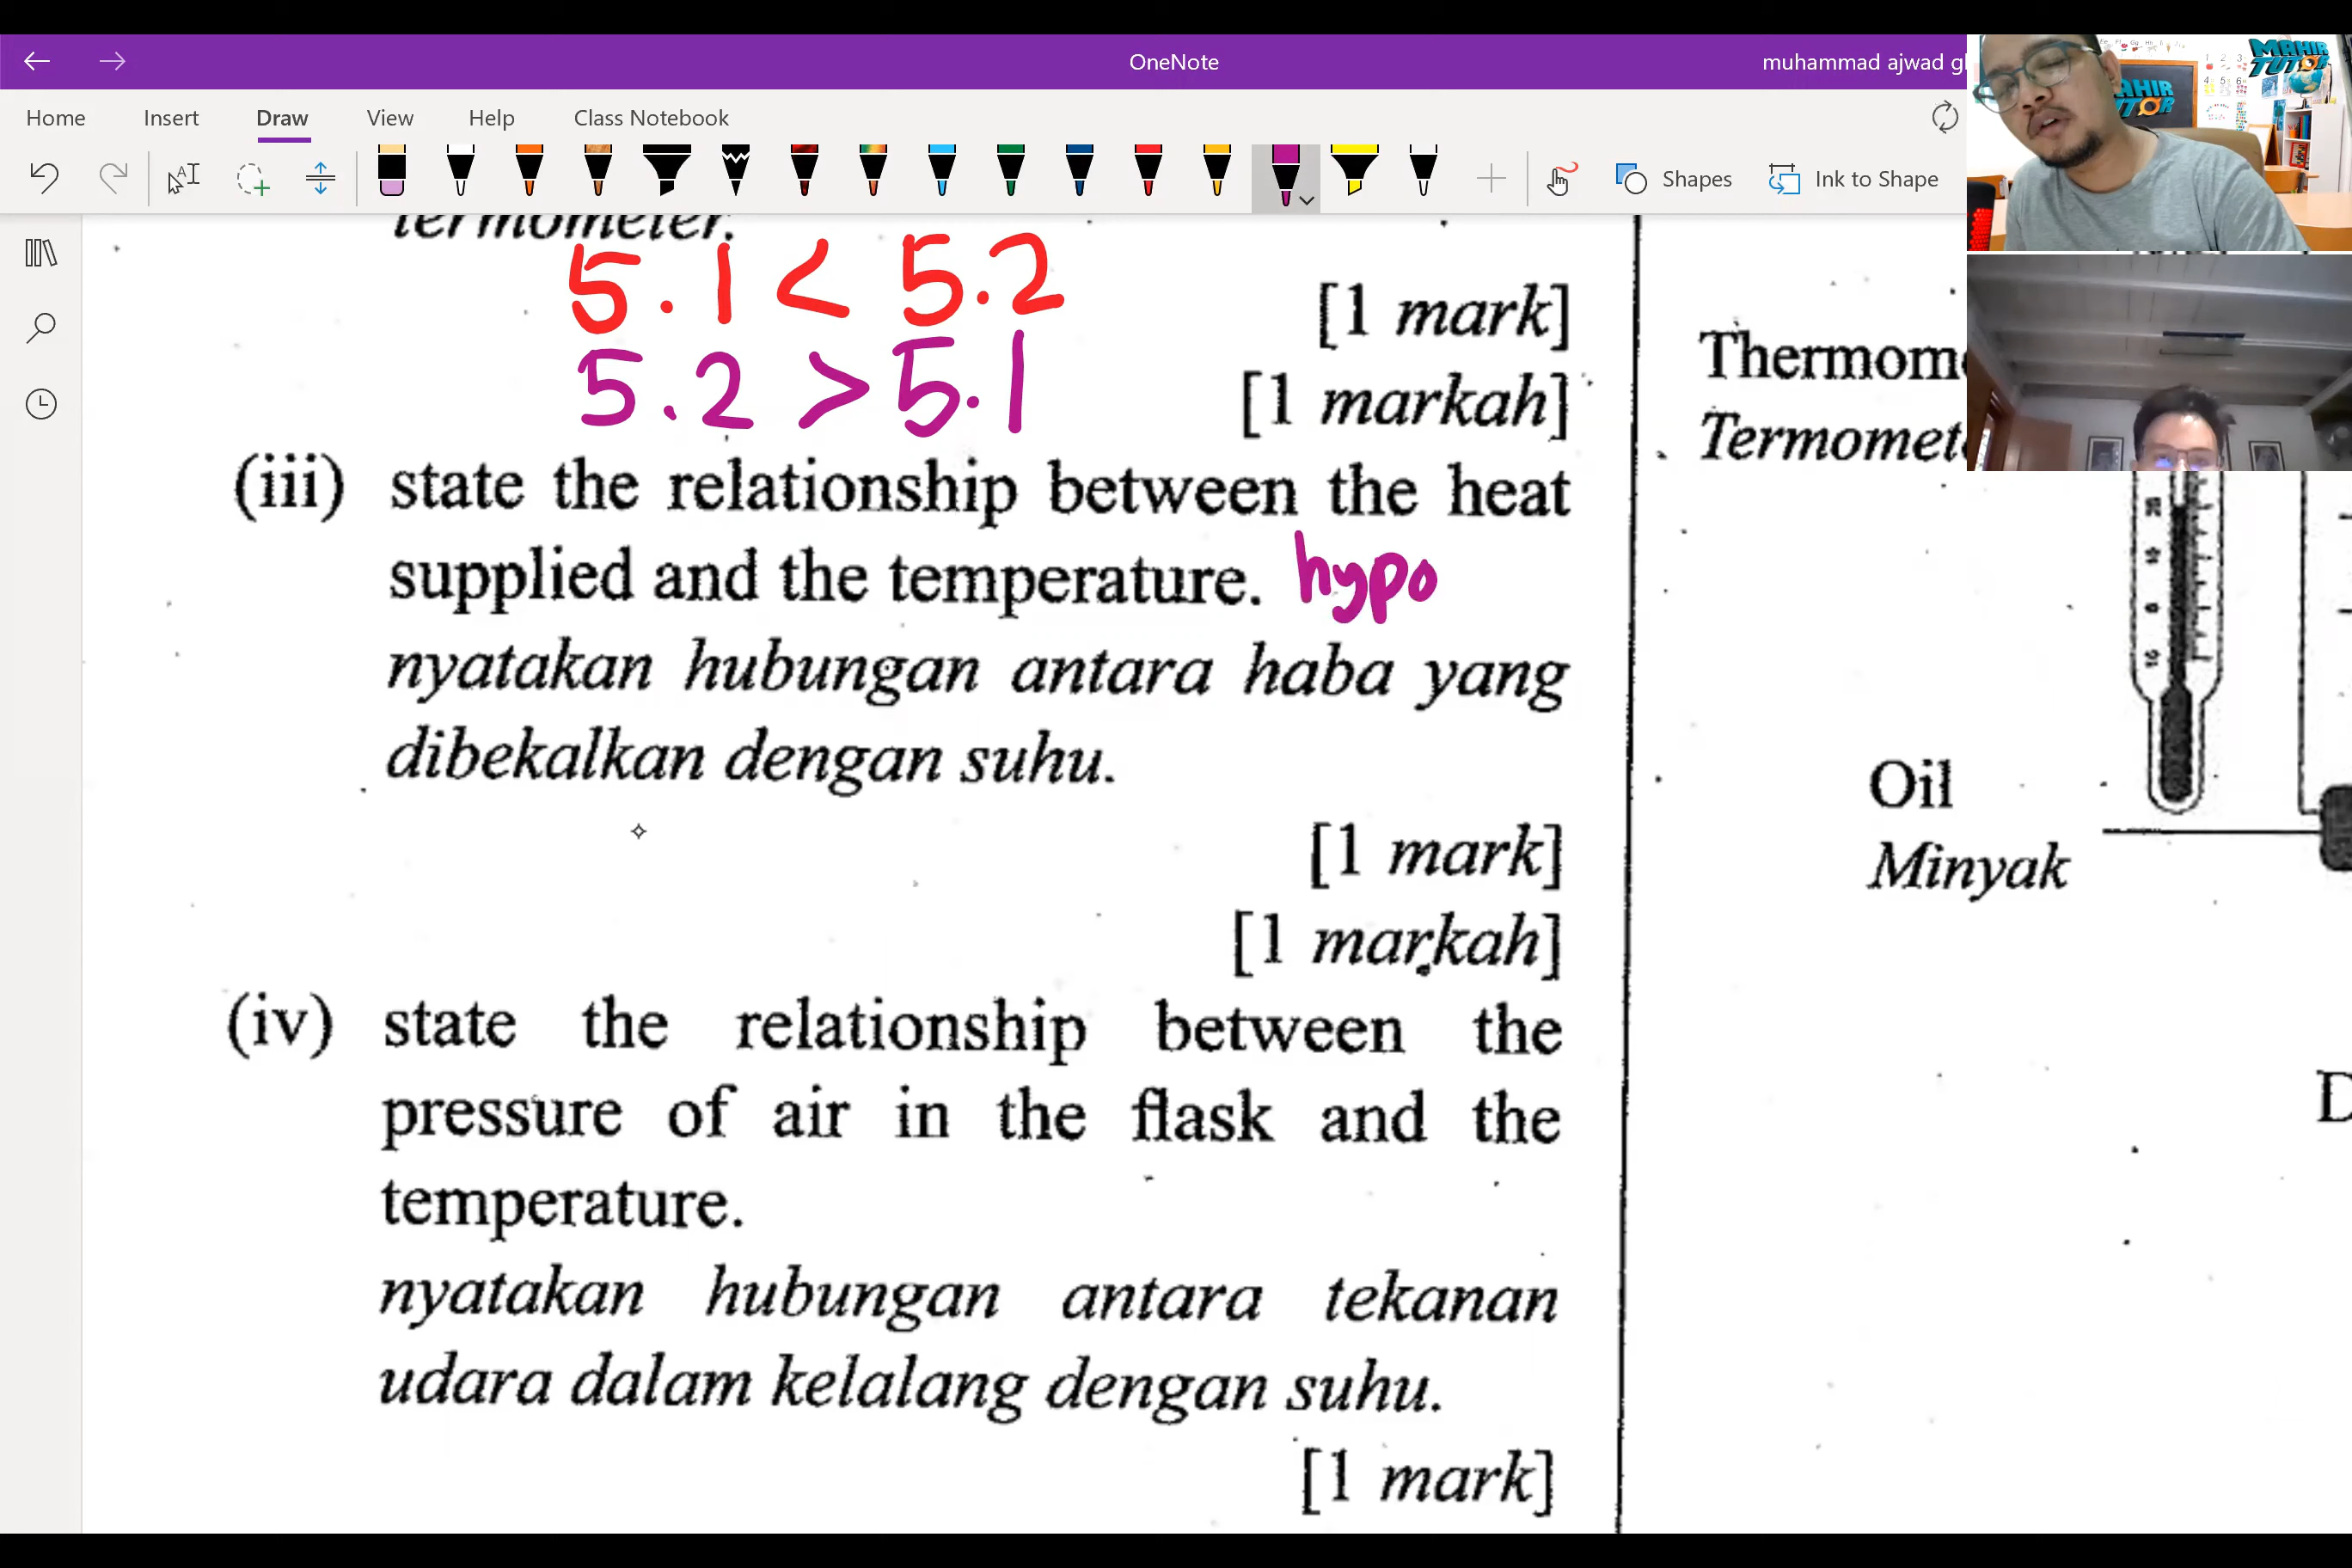 OneNote
muhammad ajwad
Home Insert Draw View Help Class Notebook
Shapes Ink to Shape
MAHIR
TUTOR
termometer.
5.1 < 5.2
[1 mark]
5.2 > 5.1
[1 markah]
(iii) state the relationship between the heat
supplied and the temperature. hypo
nyatakan hubungan antara haba yang
dibekalkan dengan suhu.
[1 mark]
[1 markah]
(iv) state the relationship between the
pressure of air in the flask and the
temperature.
nyatakan hubungan antara tekanan
udara dalam kelalang dengan suhu.
[1 mark]
Oil
Minyak